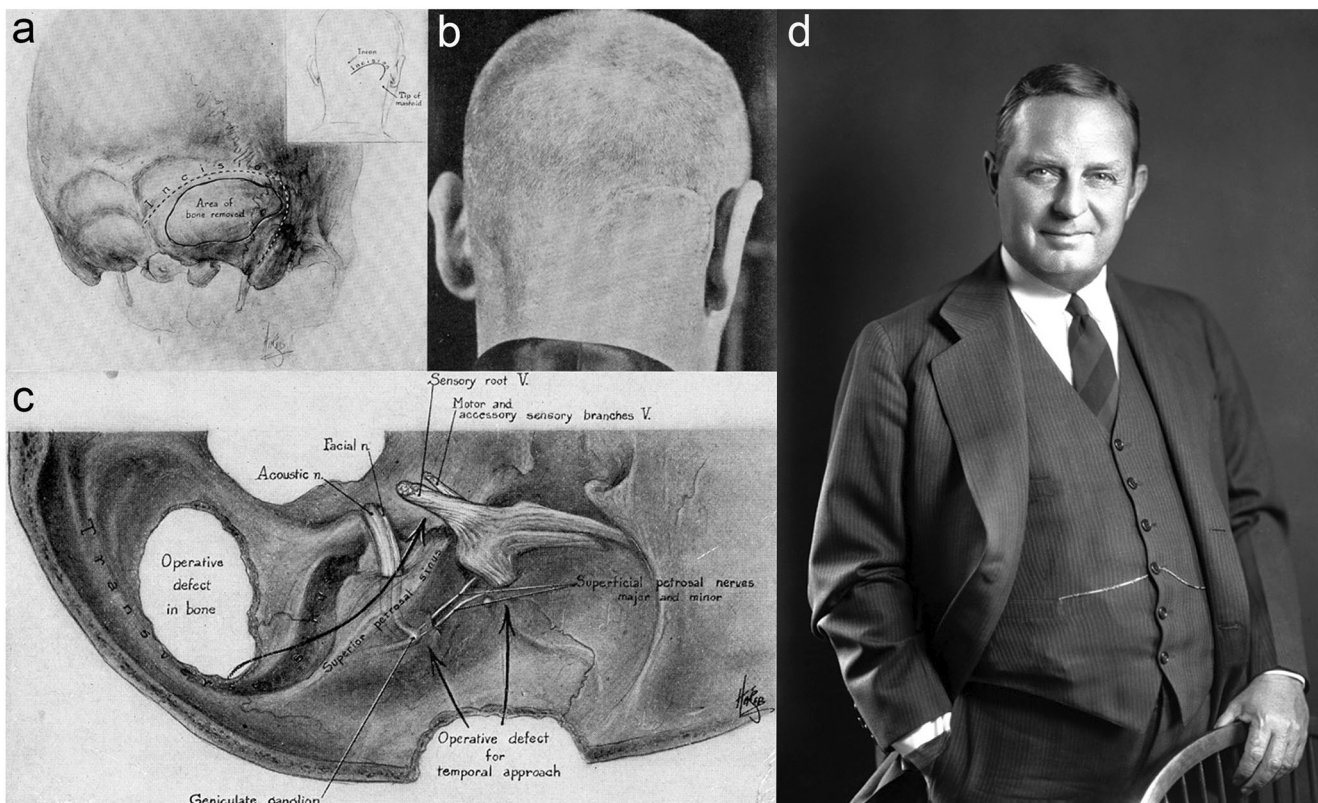 a
Incision
Tip of
mastoid
Incision
Area of
bone removed
b
c
Sensory root V.
Motor and
accessory sensory branches V.
Facial n.
Acoustic n.
Operative
defect
in bone
Transverse sinus
Superior petrosal sinus
Superficial petrosal nerves
major and minor
Operative defect
for
temporal approach
Geniculate ganglion
d